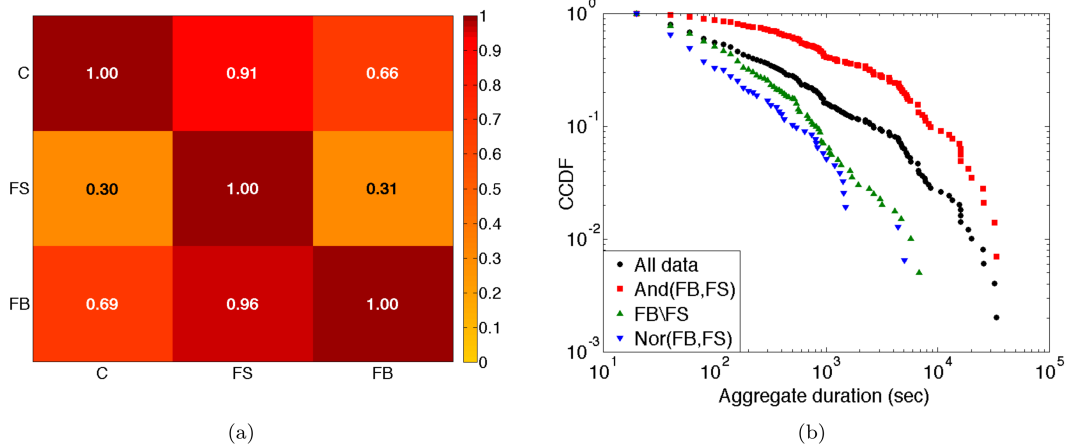 C 1.00 0.91 0.66
FS 0.30 1.00 0.31
FB 0.69 0.96 1.00
C FS FB
1
0.9
0.8
0.7
0.6
0.5
0.4
0.3
0.2
0.1
0
(a)
10^0
10^-1
10^-2
10^-3
CCDF
All data
And(FB,FS)
FB\FS
Nor(FB,FS)
10^1 10^2 10^3 10^4 10^5
Aggregate duration (sec)
(b)